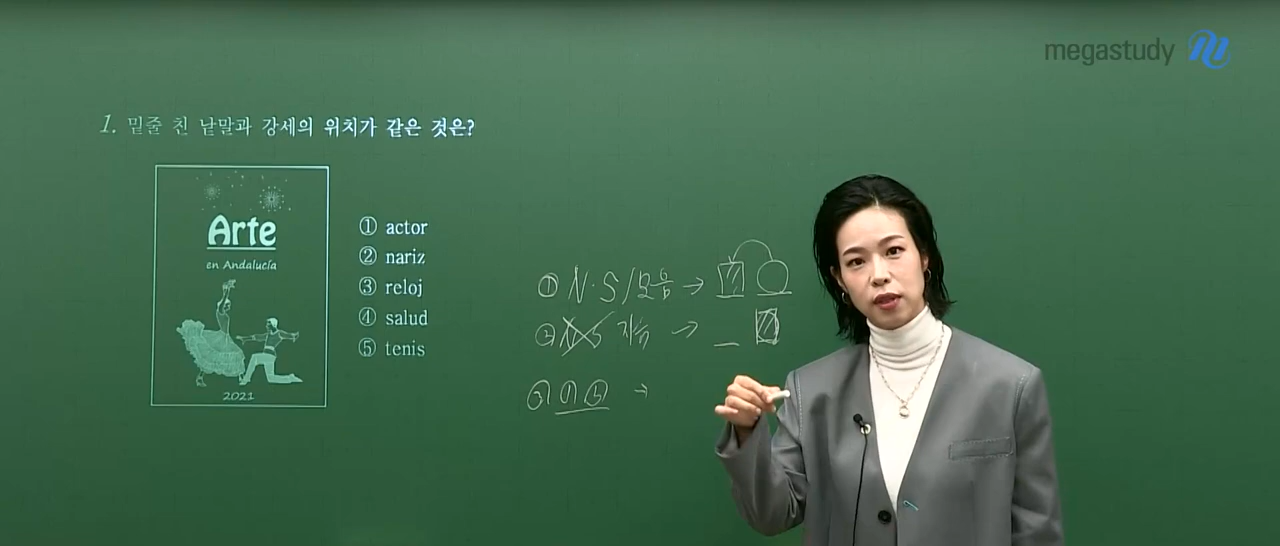 megastudy
1. 밑줄 친 낱말과 강세의 위치가 같은 것은?
Arte
en Andalucía
2021
① actor
② nariz
③ reloj
④ salud
⑤ tenis
① N·S/모음 →
② N·S 자음 →
③ →